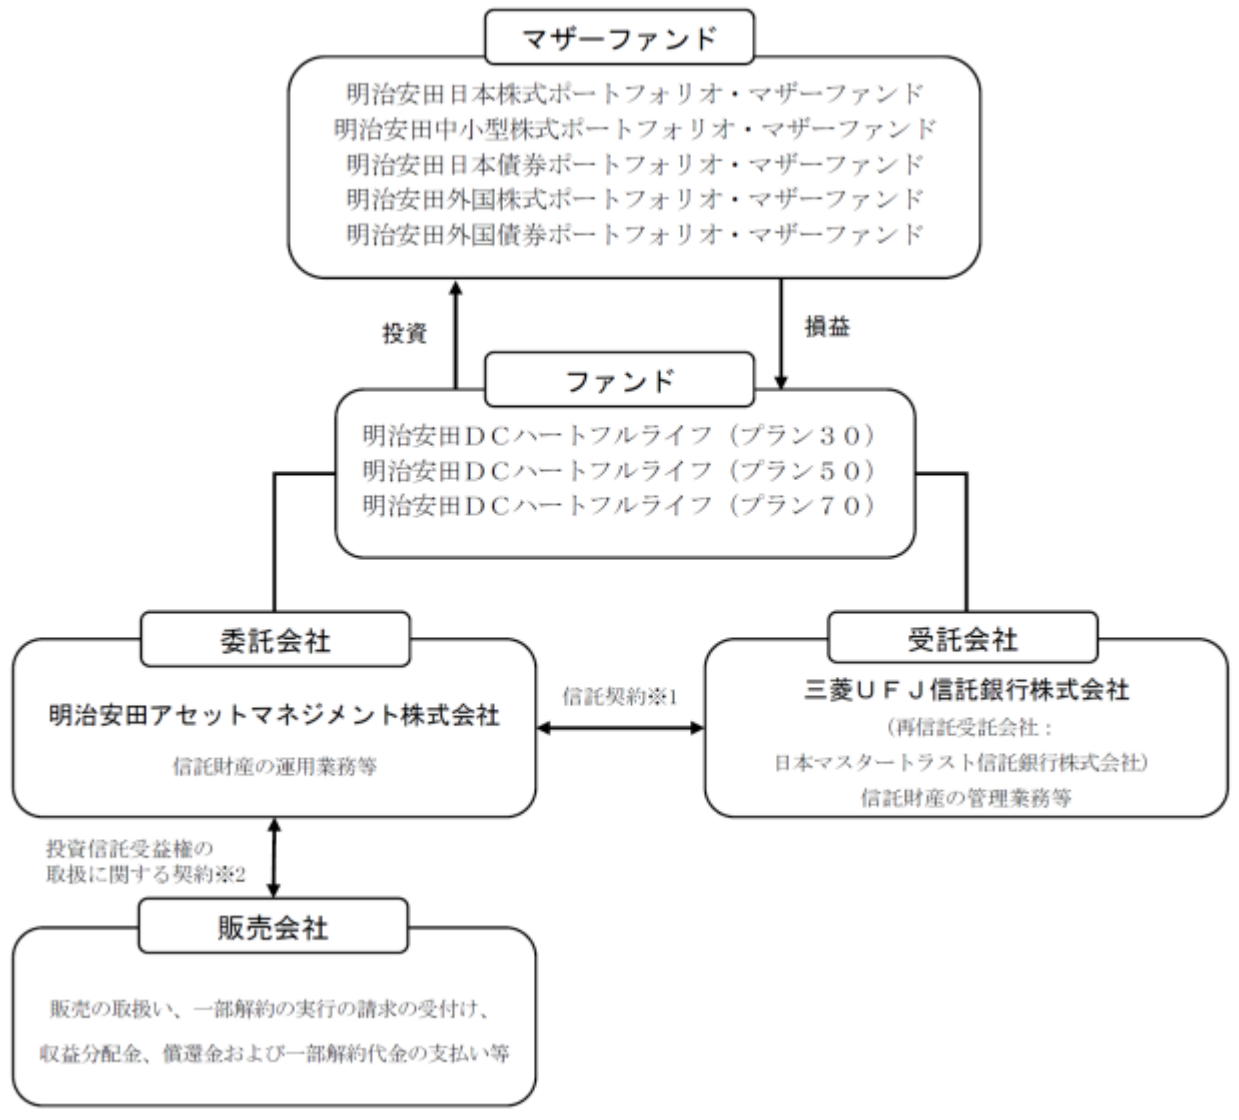 マザーファンド
明治安田日本株式ポートフォリオ・マザーファンド
明治安田中小型株式ポートフォリオ・マザーファンド
明治安田日本債券ポートフォリオ・マザーファンド
明治安田外国株式ポートフォリオ・マザーファンド
明治安田外国債券ポートフォリオ・マザーファンド
投資
損益
ファンド
明治安田ＤＣハートフルライフ（プラン３０）
明治安田ＤＣハートフルライフ（プラン５０）
明治安田ＤＣハートフルライフ（プラン７０）
委託会社
明治安田アセットマネジメント株式会社
信託財産の運用業務等
信託契約※1
受託会社
三菱ＵＦＪ信託銀行株式会社
（再信託受託会社：
日本マスタートラスト信託銀行株式会社）
信託財産の管理業務等
投資信託受益権の
取扱に関する契約※2
販売会社
販売の取扱い、一部解約の実行の請求の受付け、
収益分配金、償還金および一部解約代金の支払い等